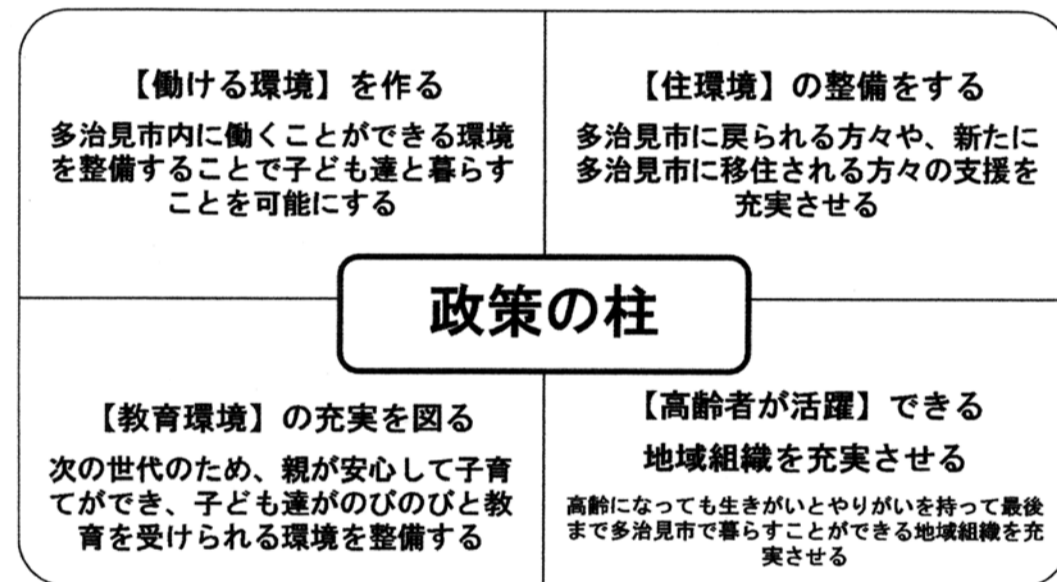 【働ける環境】を作る
多治見市内に働くことができる環境
を整備することで子ども達と暮らす
ことを可能にする
【住環境】の整備をする
多治見市に戻られる方々や、新たに
多治見市に移住される方々の支援を
充実させる
政策の柱
【教育環境】の充実を図る
次の世代のため、親が安心して子育
てができ、子ども達がのびのびと教
育を受けられる環境を整備する
【高齢者が活躍】できる
地域組織を充実させる
高齢になっても生きがいとやりがいを持って最後
まで多治見市で暮らすことができる地域組織を充
実させる